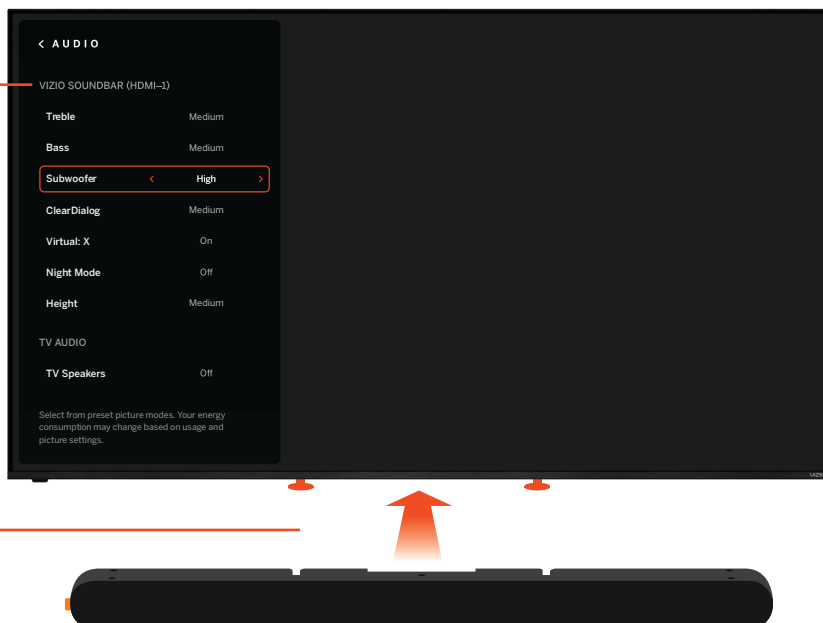 < AUDIO
VIZIO SOUNDBAR (HDMI–1)
Treble Medium
Bass Medium
Subwoofer < High >
ClearDialog Medium
Virtual: X On
Night Mode Off
Height Medium
TV AUDIO
TV Speakers Off
Select from preset picture modes. Your energy
consumption may change based on usage and
picture settings.